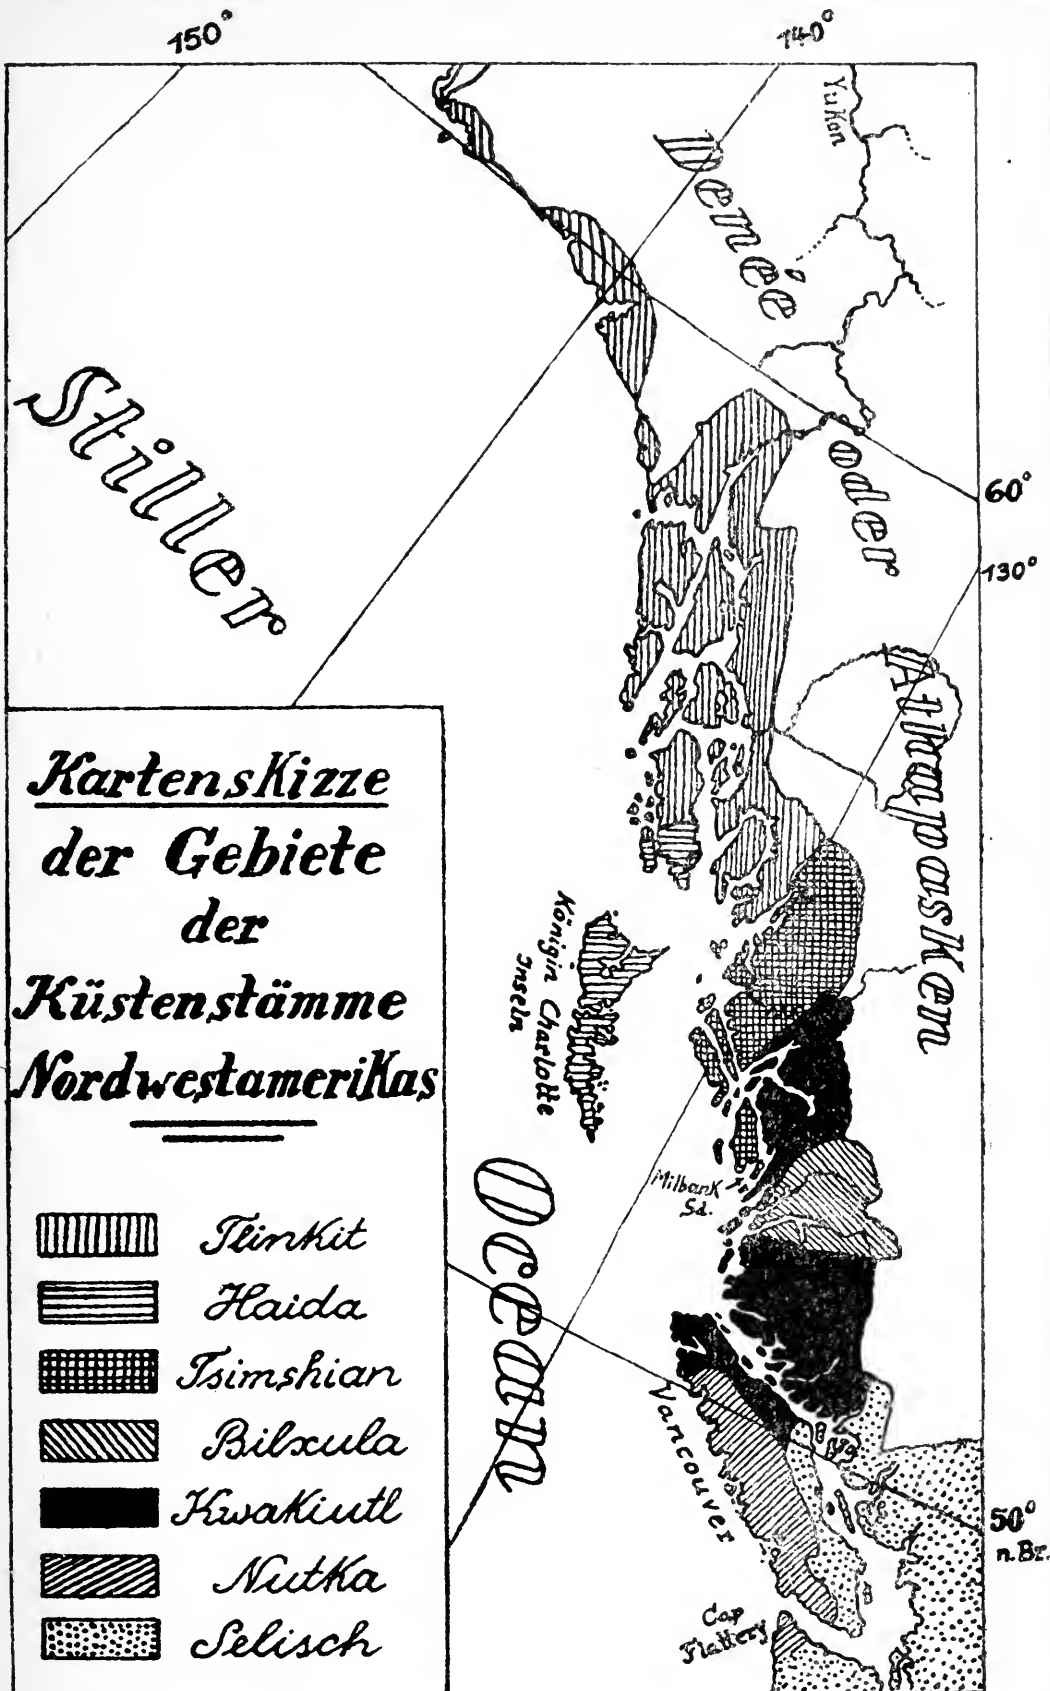 150°
140°
Yukon
Denée
oder
Athapasken
60°
130°
Stiller
Ocean
Kartenskizze
der Gebiete
der
Küstenstämme
Nordwestamerikas
Königin Charlotte
Inseln
Milbank
Sd.
Vancouver
Cap
Flattery
50°
n. Br.
Tlinkit
Haida
Tsimshian
Bilxula
Kwakiutl
Nutka
Selisch